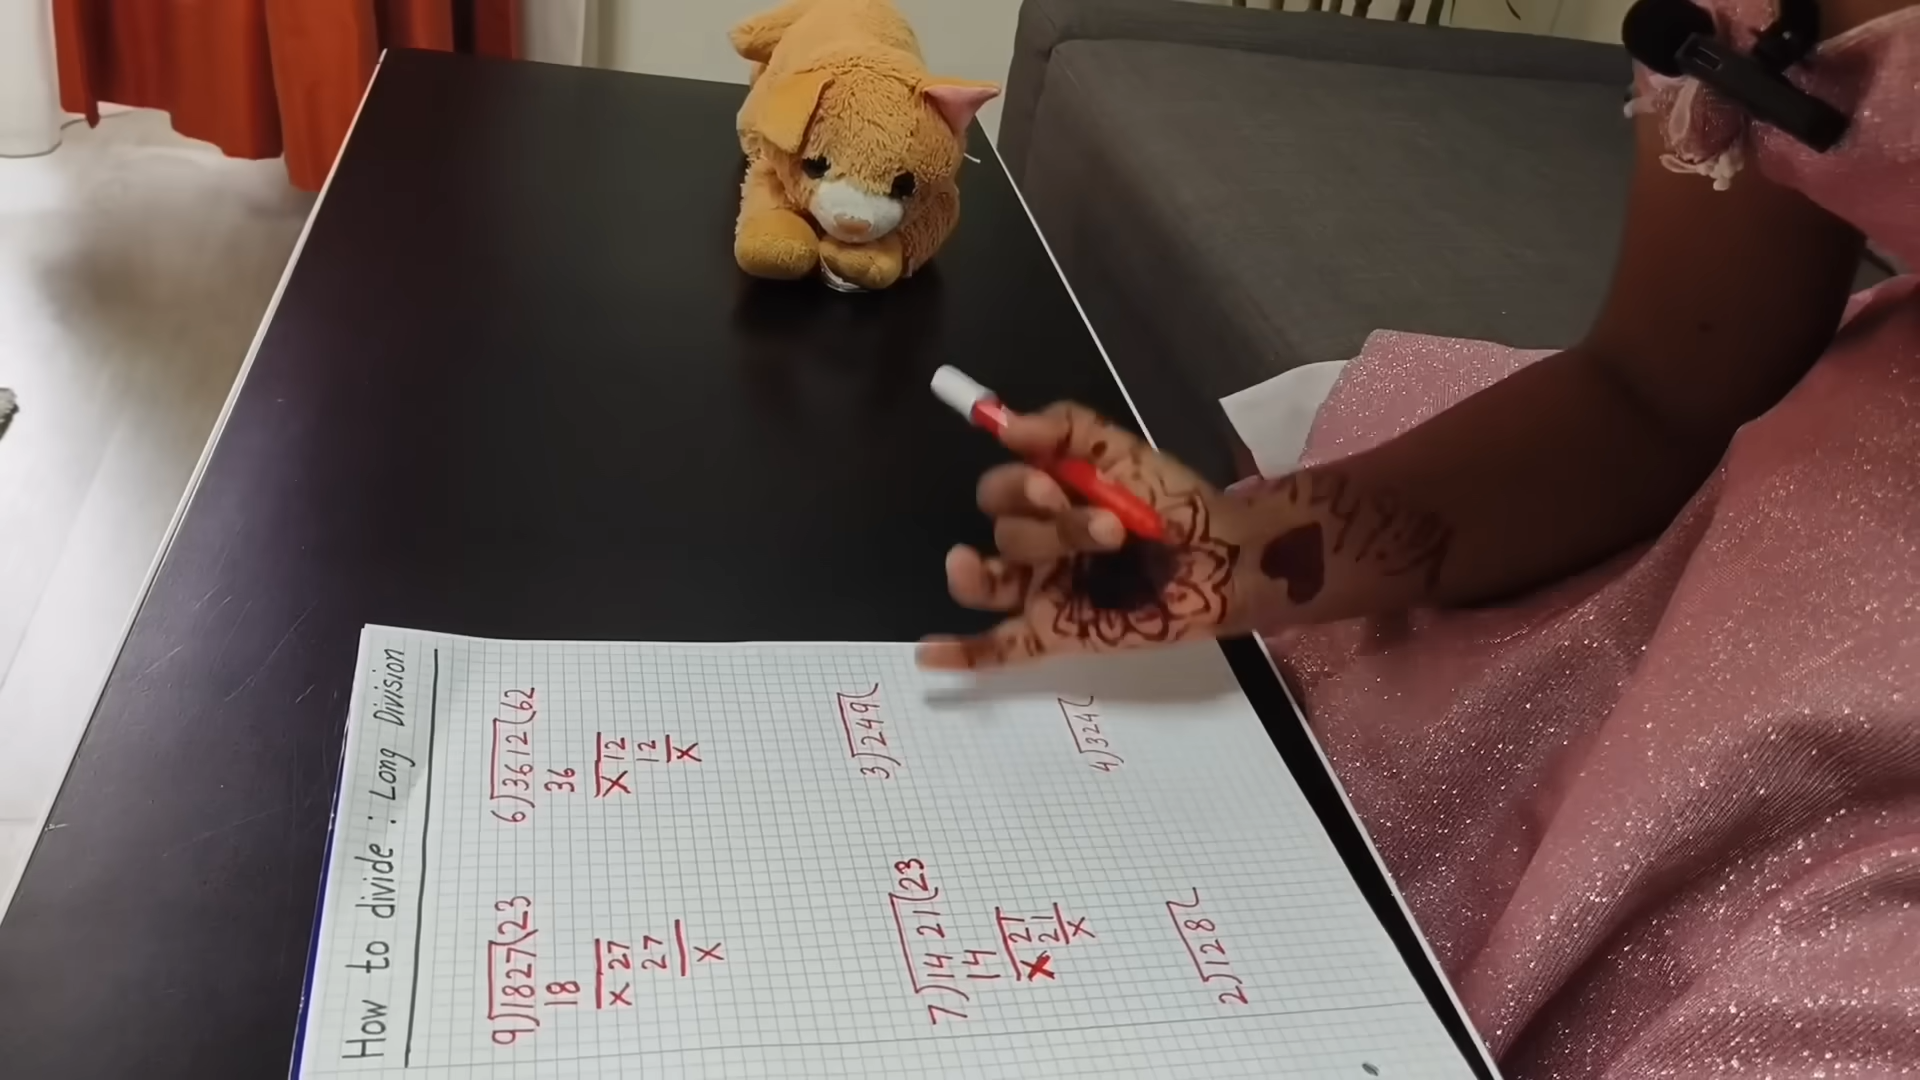 How to divide : Long Division
9)1827(23
18
x 27
27
x
6)3612(62
36
x 12
12
x
7)1421(23
14
x 21
21
x
3)249(
2)128(
4)324(